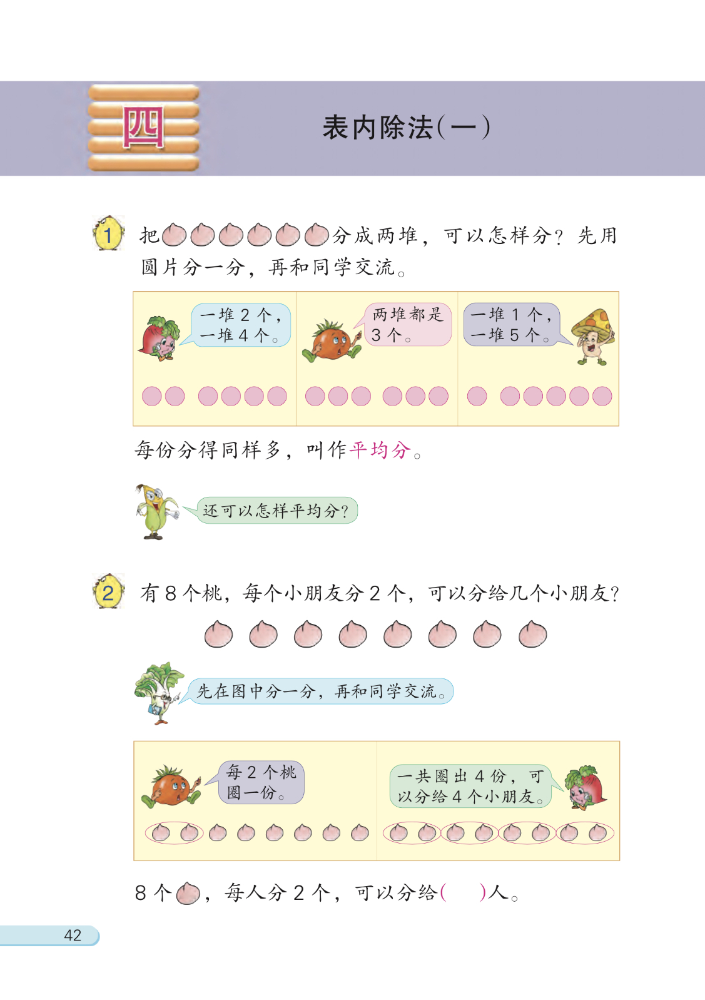 四
表内除法（一）
1
把分成两堆，可以怎样分？先用
圆片分一分，再和同学交流。
一堆 2 个，
一堆 4 个。
两堆都是
3 个。
一堆 1 个，
一堆 5 个。
每份分得同样多，叫作平均分。
还可以怎样平均分？
2
有 8 个桃，每个小朋友分 2 个，可以分给几个小朋友？
先在图中分一分，再和同学交流。
每 2 个桃
圈一份。
一共圈出 4 份，可
以分给 4 个小朋友。
8 个，每人分 2 个，可以分给（  ）人。
42